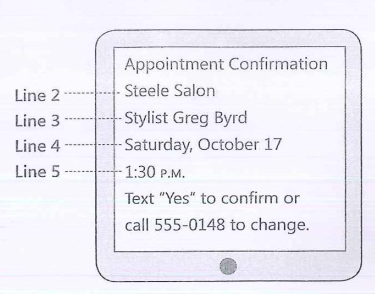 Appointment Confirmation
Line 2 Steele Salon
Line 3 Stylist Greg Byrd
Line 4 Saturday, October 17
Line 5 1:30 P.M.
Text "Yes" to confirm or
call 555-0148 to change.